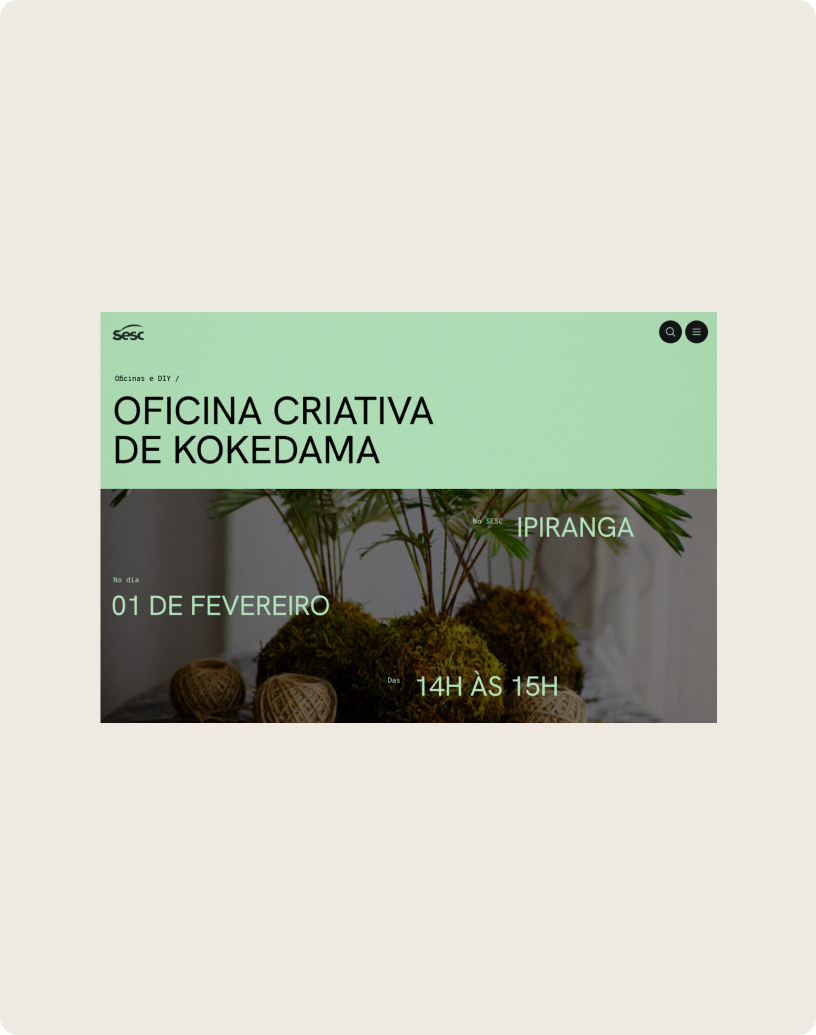 Sesc
Oficinas e DIY /
OFICINA CRIATIVA
DE KOKEDAMA
No SESC IPIRANGA
No dia
01 DE FEVEREIRO
Das 14H ÀS 15H